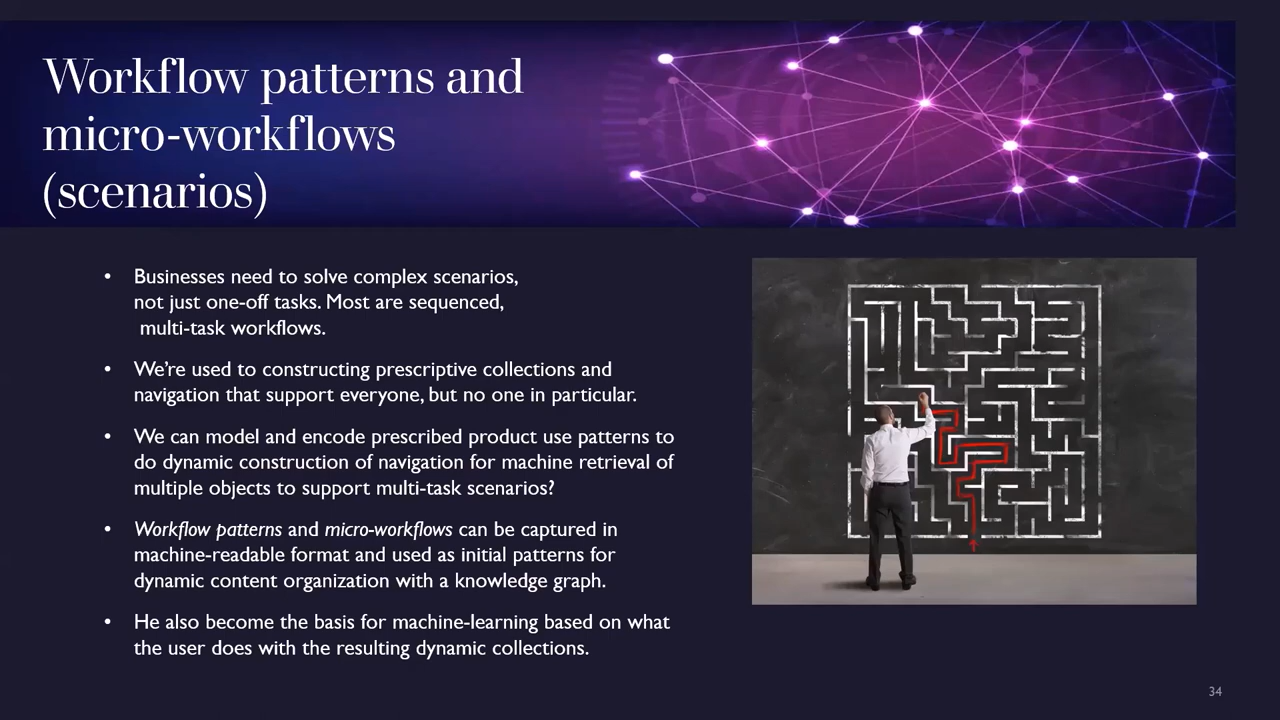 Workflow patterns and
micro-workflows
(scenarios)
• Businesses need to solve complex scenarios,
not just one-off tasks. Most are sequenced,
multi-task workflows.
• We’re used to constructing prescriptive collections and
navigation that support everyone, but no one in particular.
• We can model and encode prescribed product use patterns to
do dynamic construction of navigation for machine retrieval of
multiple objects to support multi-task scenarios?
• Workflow patterns and micro-workflows can be captured in
machine-readable format and used as initial patterns for
dynamic content organization with a knowledge graph.
• He also become the basis for machine-learning based on what
the user does with the resulting dynamic collections.
34